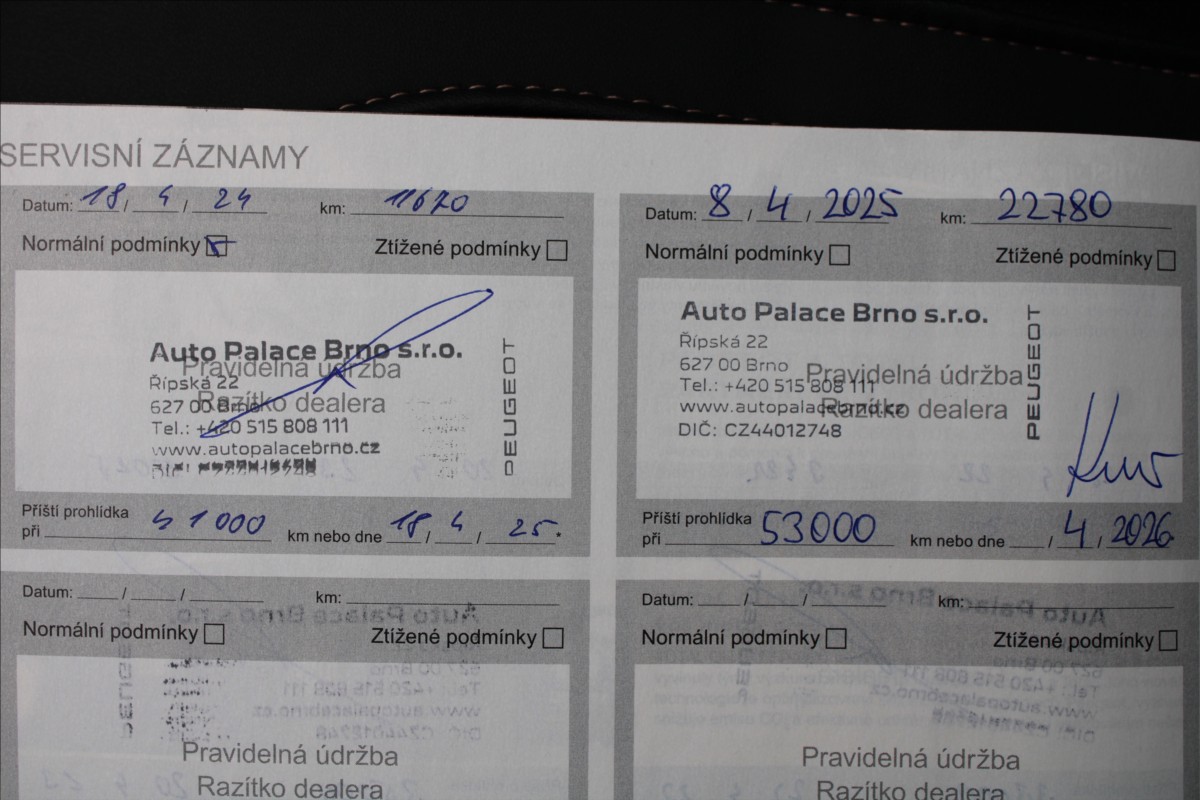 SERVISNÍ ZÁZNAMY
Datum: 18 / 4 / 24 km: 11670
Normální podmínky Ztížené podmínky
Auto Palace Brno s.r.o.
Pravidelná údržba
Řípská 22
Razítko dealera
627 00 Brno
Tel.: +420 515 808 111
www.autopalacebrno.cz
PEUGEOT
Příští prohlídka
při 41000 km nebo dne 18 / 4 / 25.
Datum: 8 / 4 / 2025 km: 22780
Normální podmínky Ztížené podmínky
Auto Palace Brno s.r.o.
Řípská 22
627 00 Brno
Pravidelná údržba
Tel.: +420 515 808 111
www.autopalacebrno.cz
Razítko dealera
DIČ: CZ44012748
PEUGEOT
Příští prohlídka
při 53000 km nebo dne / 4 / 2026
Datum: / / km:
Normální podmínky Ztížené podmínky
Pravidelná údržba
Razítko dealera
Datum: / / km:
Normální podmínky Ztížené podmínky
Pravidelná údržba
Razítko dealera